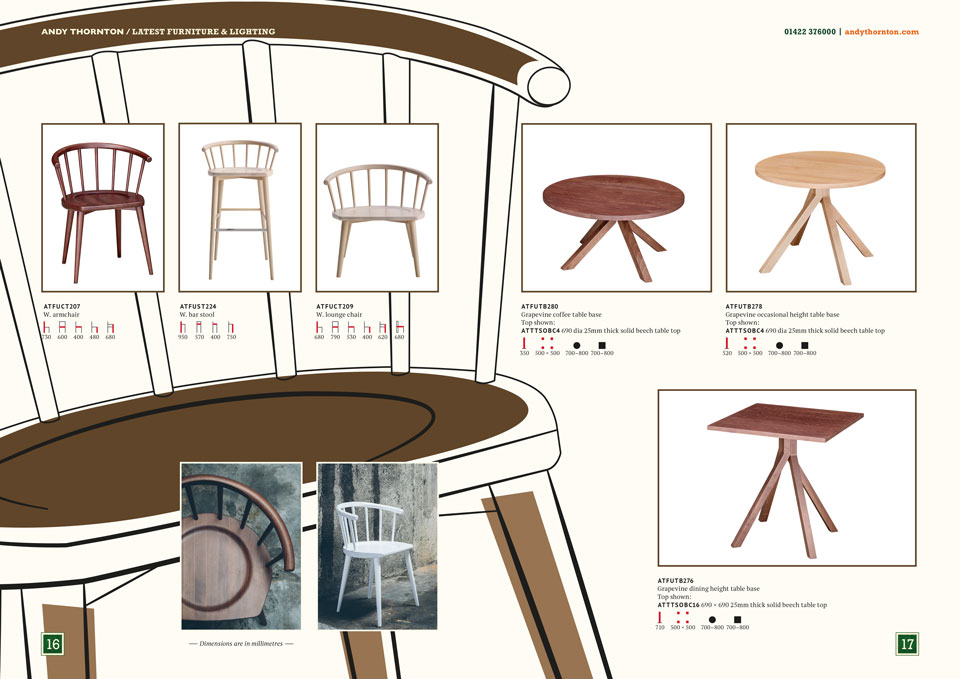 ANDY THORNTON / LATEST FURNITURE & LIGHTING
01422 376000 | andythornton.com
ATFUCT207
W. armchair
730 600 400 480 680
ATFUST224
W. bar stool
950 570 400 750
ATFUCT209
W. lounge chair
680 790 530 400 620 680
ATFUTB280
Grapevine coffee table base
Top shown:
ATTTSOBC4 690 dia 25mm thick solid beech table top
350 500 × 500 700–800 700–800
ATFUTB278
Grapevine occasional height table base
Top shown:
ATTTSOBC4 690 dia 25mm thick solid beech table top
520 500 × 500 700–800 700–800
ATFUTB276
Grapevine dining height table base
Top shown:
ATTTSOBC16 690 × 690 25mm thick solid beech table top
710 500 × 500 700–800 700–800
— Dimensions are in millimetres —
16
17